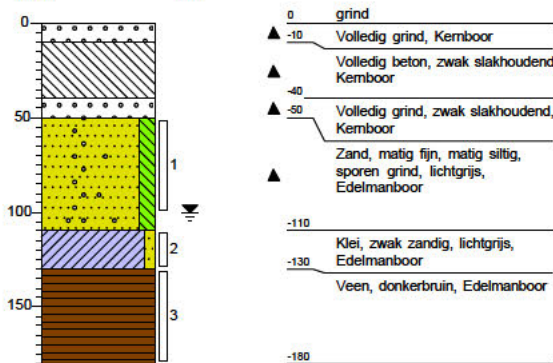 0
50
100
150
1
2
3
0 grind
-10
Volledig grind, Kernboor
Volledig beton, zwak slakhoudend,
Kernboor
-40
-50
Volledig grind, zwak slakhoudend,
Kernboor
Zand, matig fijn, matig siltig,
sporen grind, lichtgrijs,
Edelmanboor
-110
Klei, zwak zandig, lichtgrijs,
Edelmanboor
-130
Veen, donkerbruin, Edelmanboor
-180